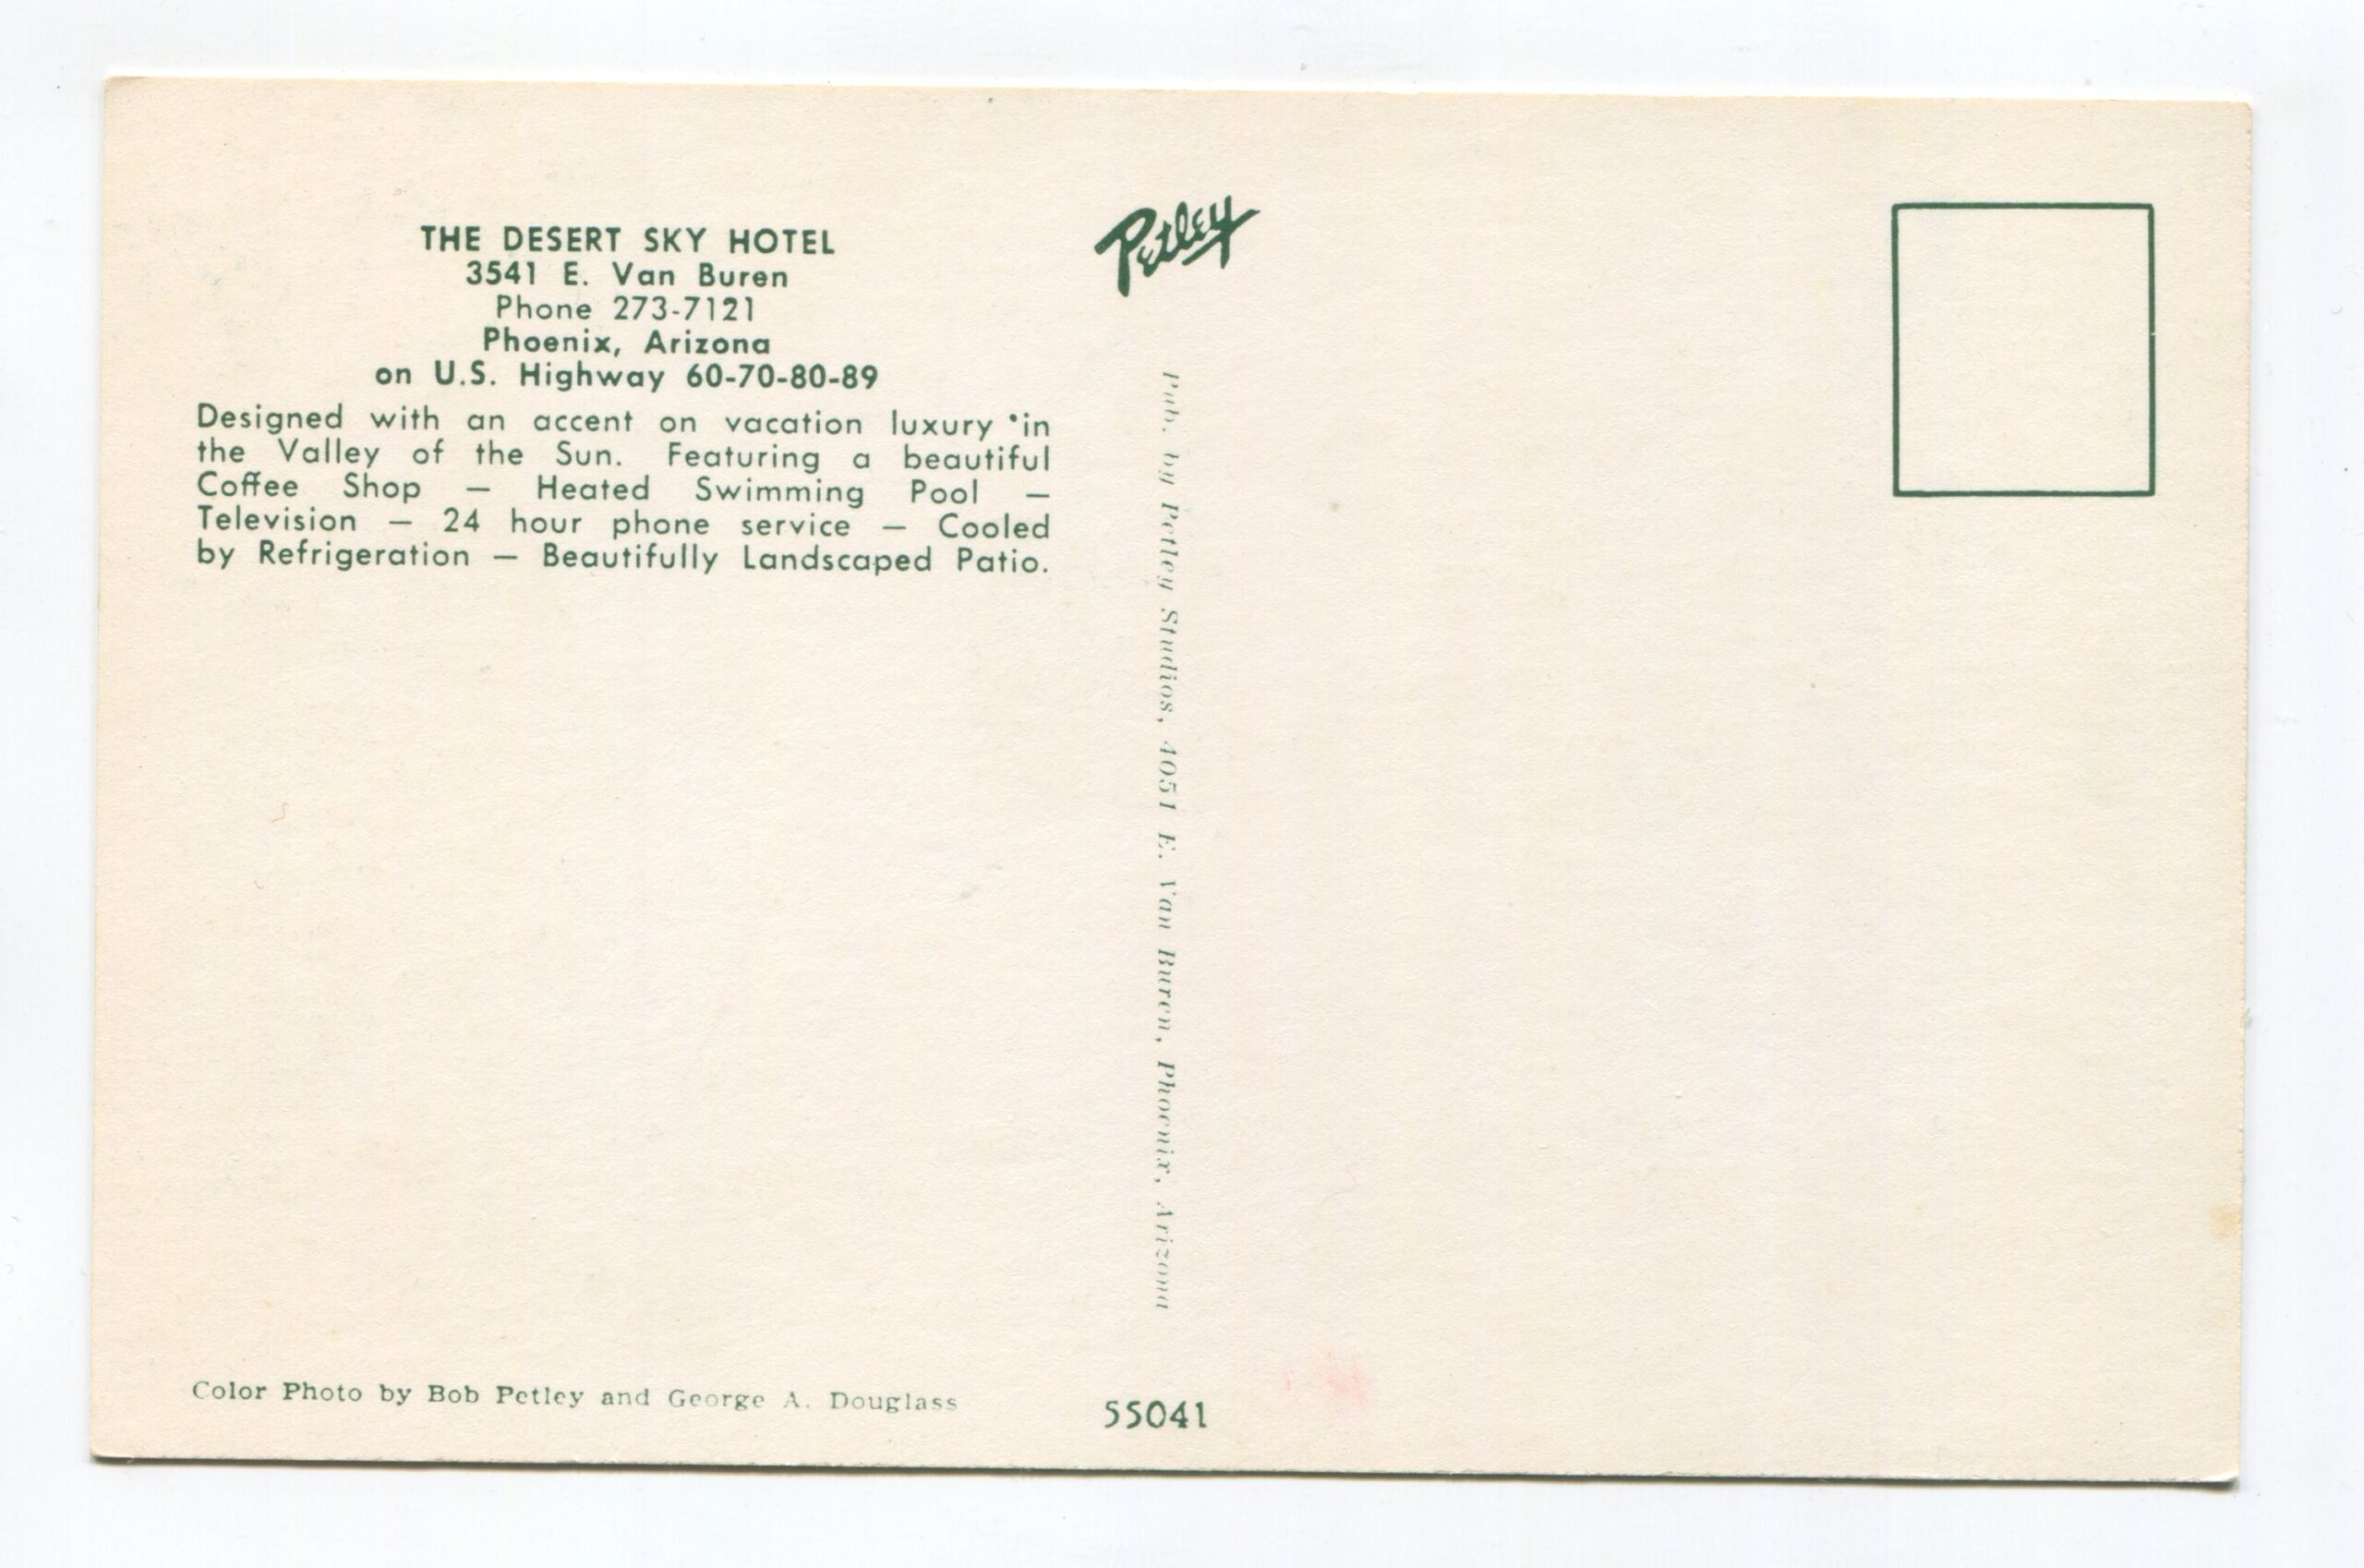 THE DESERT SKY HOTEL
3541 E. Van Buren
Phone 273-7121
Phoenix, Arizona
on U.S. Highway 60-70-80-89
Designed with an accent on vacation luxury in
the Valley of the Sun. Featuring a beautiful
Coffee Shop — Heated Swimming Pool —
Television — 24 hour phone service — Cooled
by Refrigeration — Beautifully Landscaped Patio.
Color Photo by Bob Petley and George A. Douglass
Petley
Pub. by Petley Studios, 4051 E. Van Buren, Phoenix, Arizona
55041